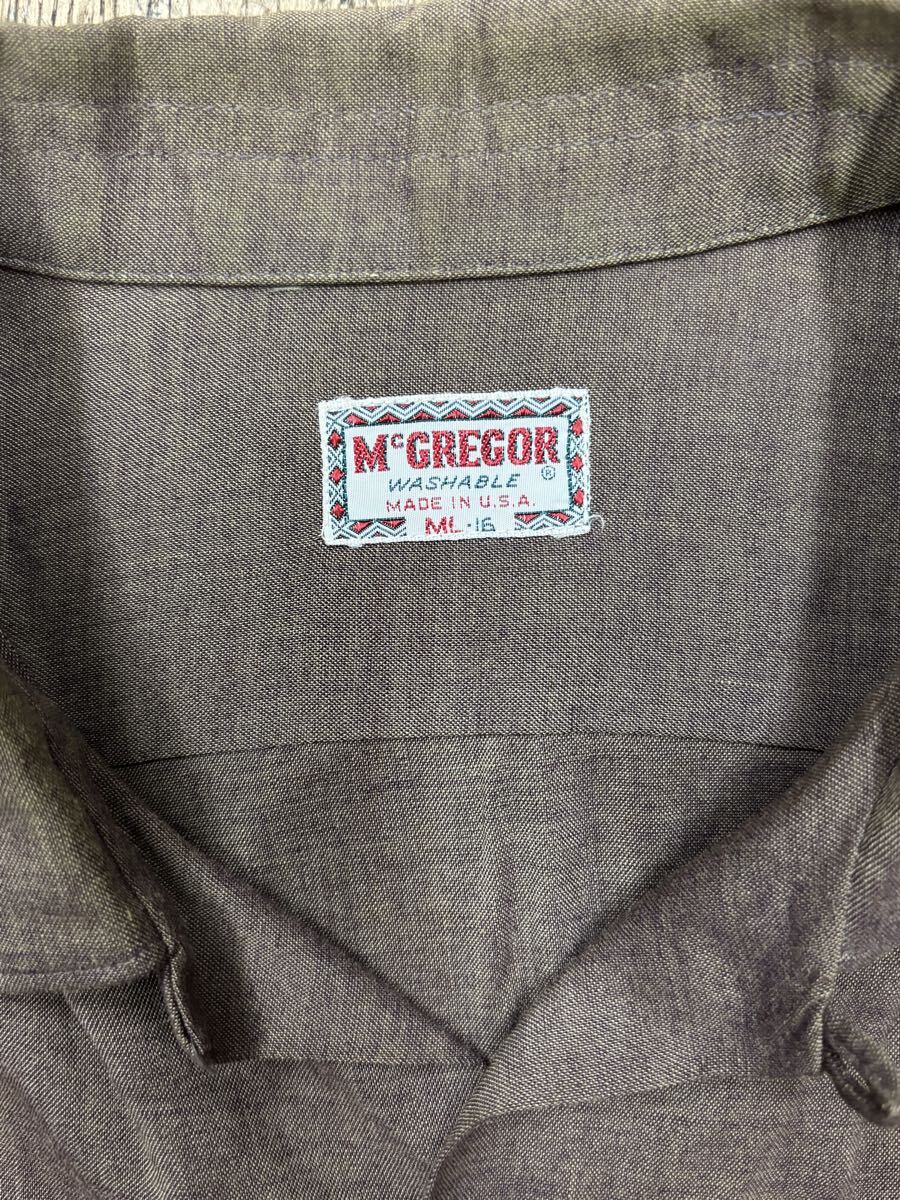 McGREGOR
WASHABLE ®
MADE IN U.S.A.
ML·16